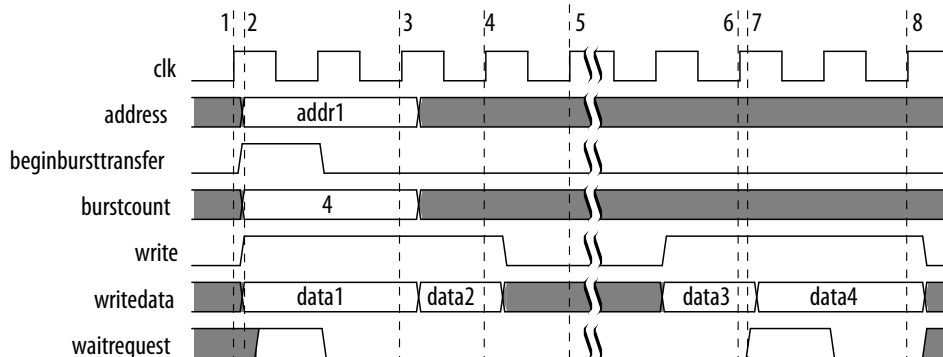 1 2 3 4 5 6 7 8
clk
address addr1
beginbursttransfer
burstcount 4
write
writedata data1 data2 data3 data4
waitrequest